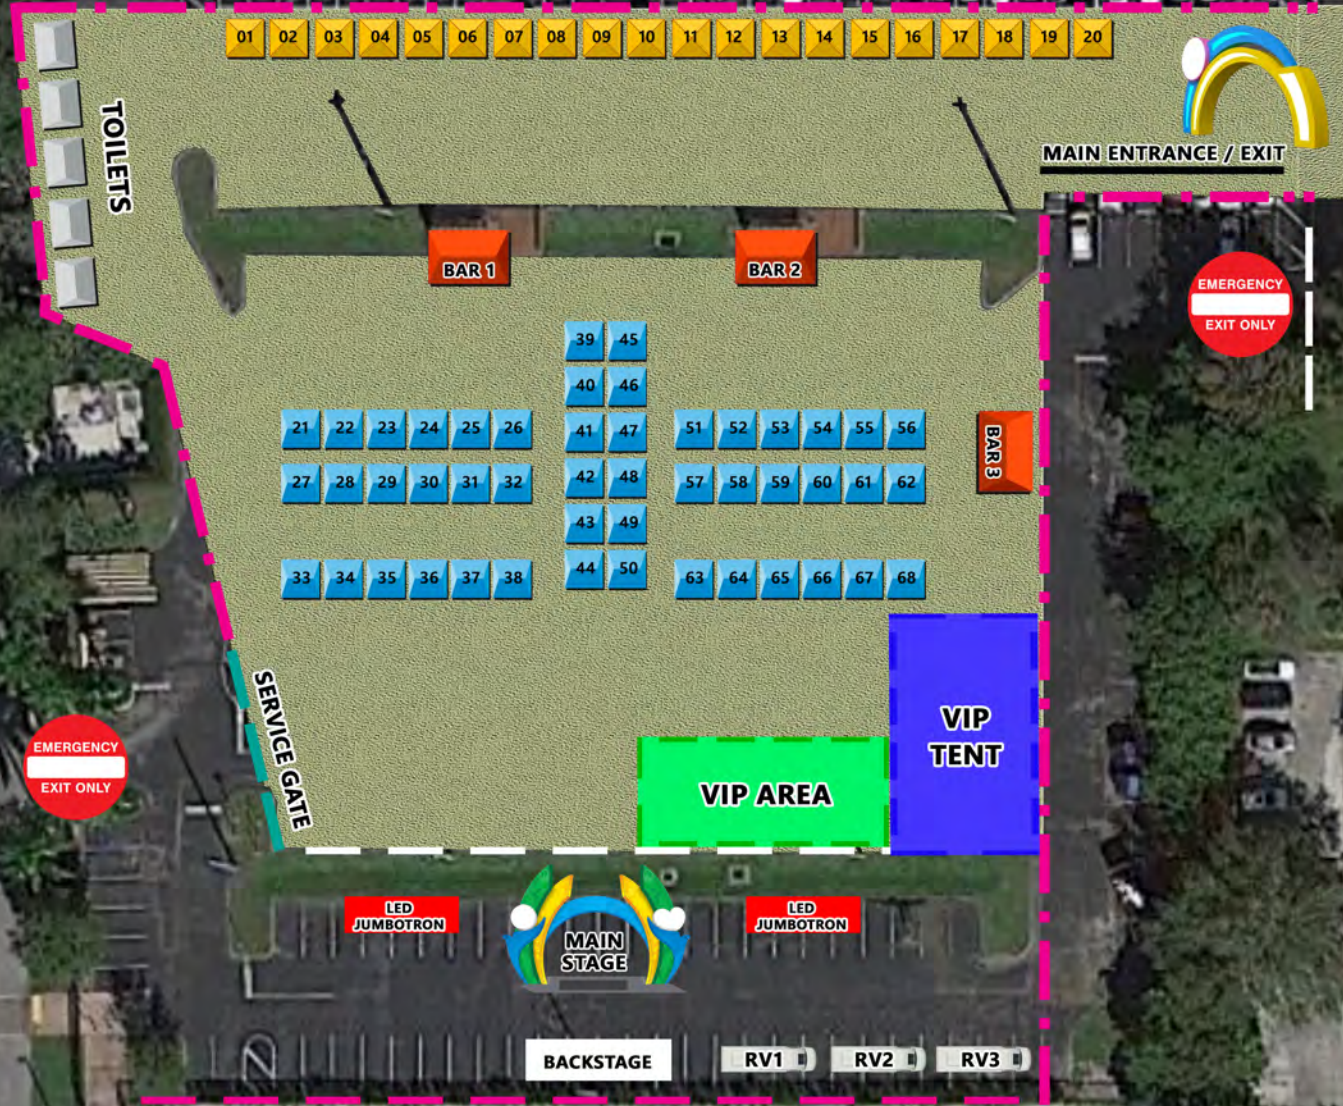 01 02 03 04 05 06 07 08 09 10 11 12 13 14 15 16 17 18 19 20
TOILETS
MAIN ENTRANCE / EXIT
BAR 1
BAR 2
EMERGENCY
EXIT ONLY
39 45
40 46
21 22 23 24 25 26
41 47
51 52 53 54 55 56
BAR 3
27 28 29 30 31 32
42 48
57 58 59 60 61 62
43 49
33 34 35 36 37 38
44 50
63 64 65 66 67 68
SERVICE GATE
VIP
TENT
EMERGENCY
EXIT ONLY
VIP AREA
LED
JUMBOTRON
MAIN
STAGE
LED
JUMBOTRON
BACKSTAGE
RV1
RV2
RV3